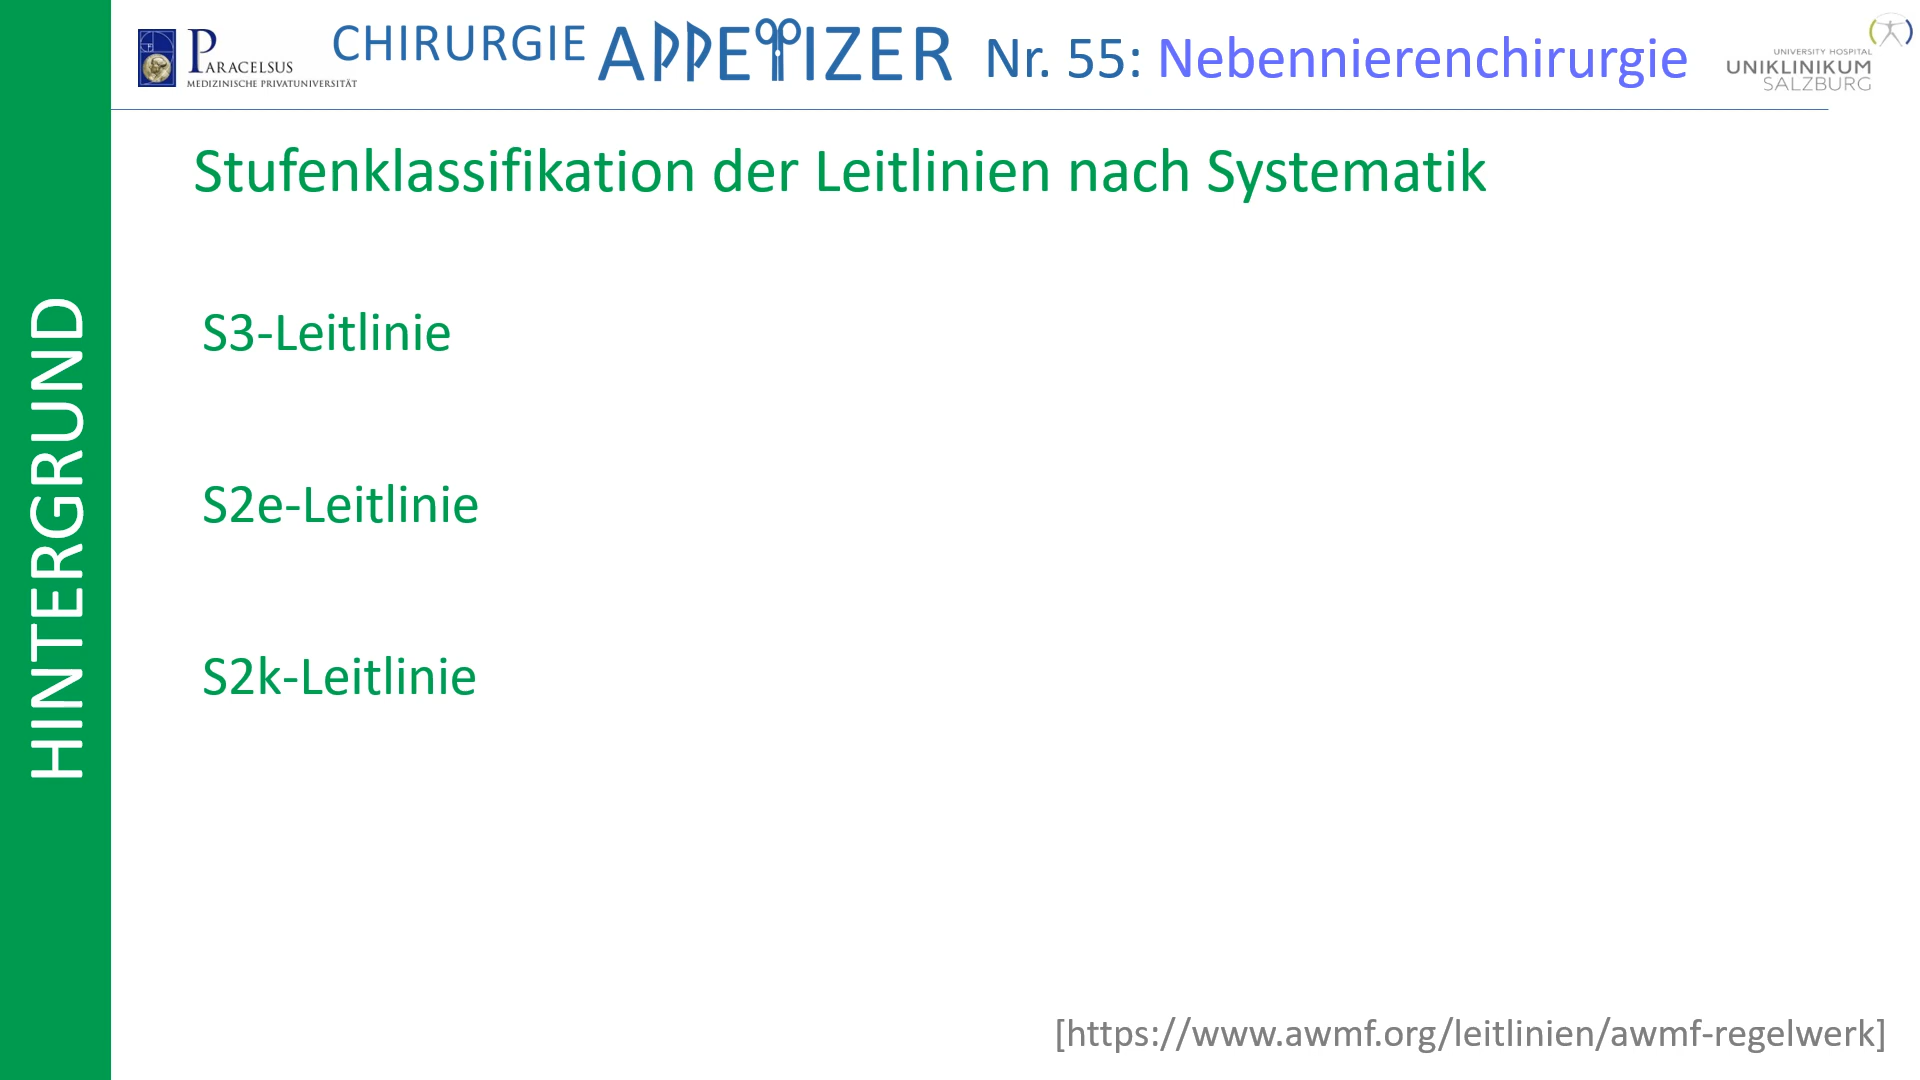 PARACELSUS
MEDIZINISCHE PRIVATUNIVERSITÄT
CHIRURGIE APPETIZER Nr. 55: Nebennierenchirurgie
UNIVERSITY HOSPITAL
UNIKLINIKUM
SALZBURG
Stufenklassifikation der Leitlinien nach Systematik
HINTERGRUND
S3-Leitlinie
S2e-Leitlinie
S2k-Leitlinie
[https://www.awmf.org/leitlinien/awmf-regelwerk]